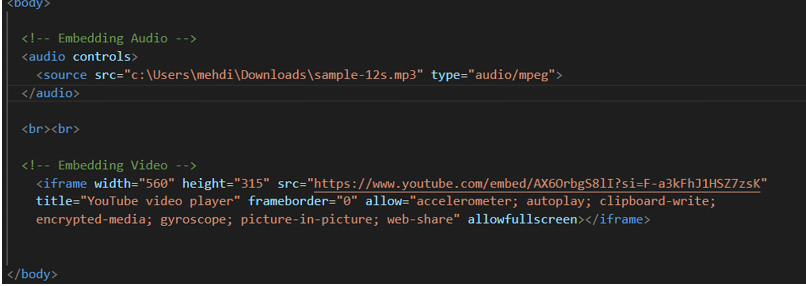 <body>
<!-- Embedding Audio -->
<audio controls>
<source src="c:\Users\mehdi\Downloads\sample-12s.mp3" type="audio/mpeg">
</audio>
<br><br>
<!-- Embedding Video -->
<iframe width="560" height="315" src="https://www.youtube.com/embed/AX6OrbgS8lI?si=F-a3kFhJ1HSZ7zsK"
title="YouTube video player" frameborder="0" allow="accelerometer; autoplay; clipboard-write;
encrypted-media; gyroscope; picture-in-picture; web-share" allowfullscreen></iframe>
</body>